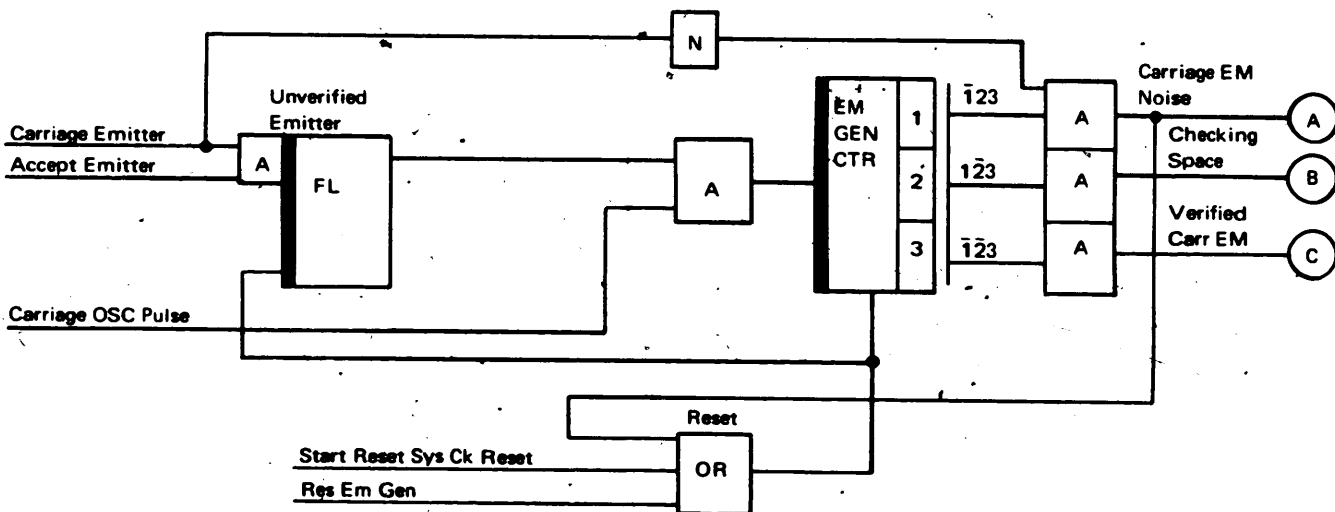 N
Carriage EM
Noise
A
A
Unverified
Emitter
EM
GEN
CTR
1
1̅23
Carriage Emitter
Accept Emitter
A
FL
A
Checking
Space
2
12̅3
A
B
Verified
Carr EM
3
1̅2̅3
A
C
Carriage OSC Pulse
Reset
Start Reset Sys Ck Reset
OR
Res Em Gen